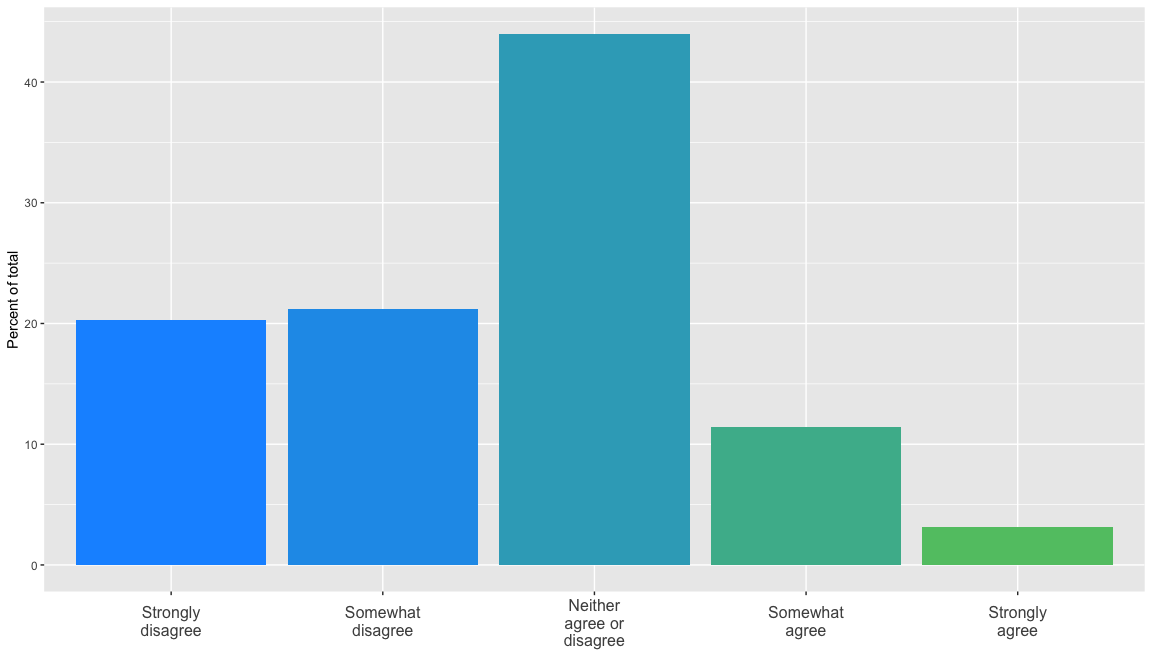 Percent of total
40
30
20
10
0
Strongly
disagree
Somewhat
disagree
Neither
agree or
disagree
Somewhat
agree
Strongly
agree